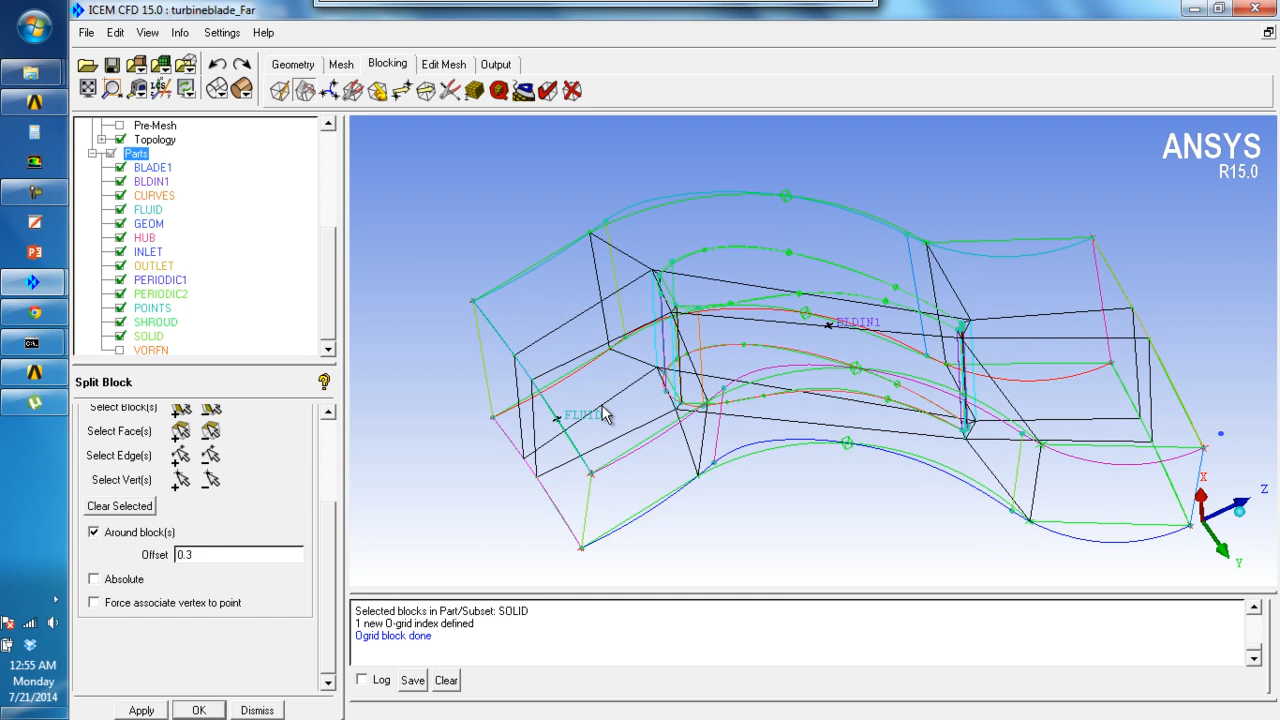 ICEM CFD 15.0 : turbineblade_Far
File Edit View Info Settings Help
Geometry Mesh Blocking Edit Mesh Output
LCS
Pre-Mesh
Topology
Parts
BLADE1
BLDIN1
CURVES
FLUID
GEOM
HUB
INLET
OUTLET
PERIODIC1
PERIODIC2
POINTS
SHROUD
SOLID
VORFN
Split Block
Select Block(s)
Select Face(s)
Select Edge(s)
Select Vert(s)
Clear Selected
Around block(s)
Offset 0.3
Absolute
Force associate vertex to point
Apply OK Dismiss
ANSYS
R15.0
BLDIN1
FLUID
X
Z
Y
Selected blocks in Part/Subset: SOLID
1 new O-grid index defined
Ogrid block done
Log Save Clear
12:55 AM
Monday
7/21/2014